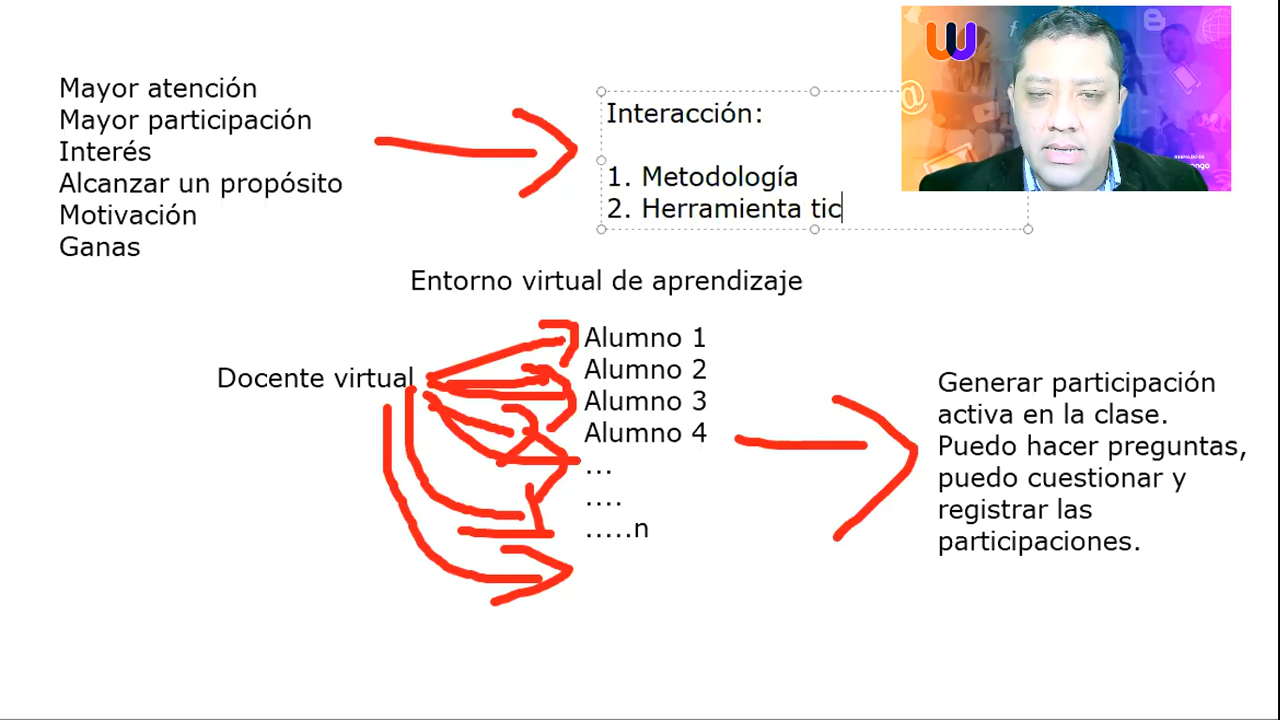 Mayor atención
Mayor participación
Interés
Alcanzar un propósito
Motivación
Ganas
Interacción:
1. Metodología
2. Herramienta tic
RESPALDO DE
Entorno virtual de aprendizaje
Docente virtual
Alumno 1
Alumno 2
Alumno 3
Alumno 4
...
....
.....n
Generar participación
activa en la clase.
Puedo hacer preguntas,
puedo cuestionar y
registrar las
participaciones.